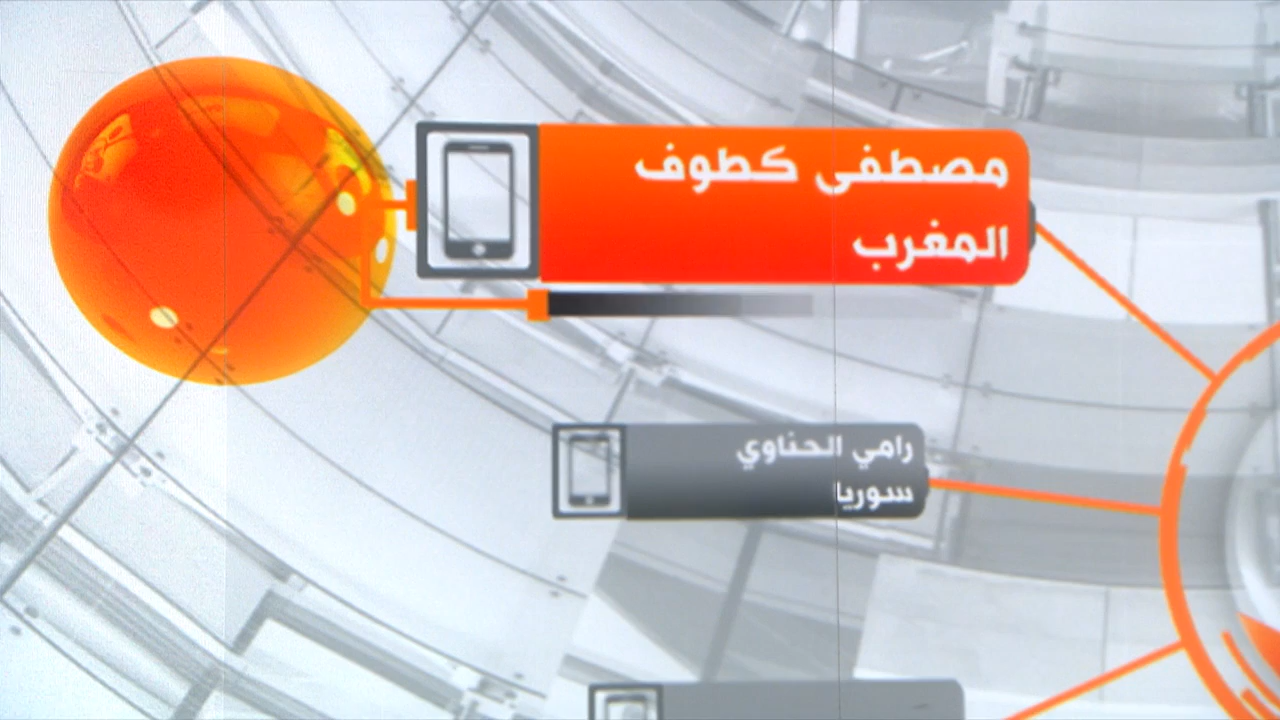 مصطفى كطوف
المغرب
رامي الحناوي
سوريا